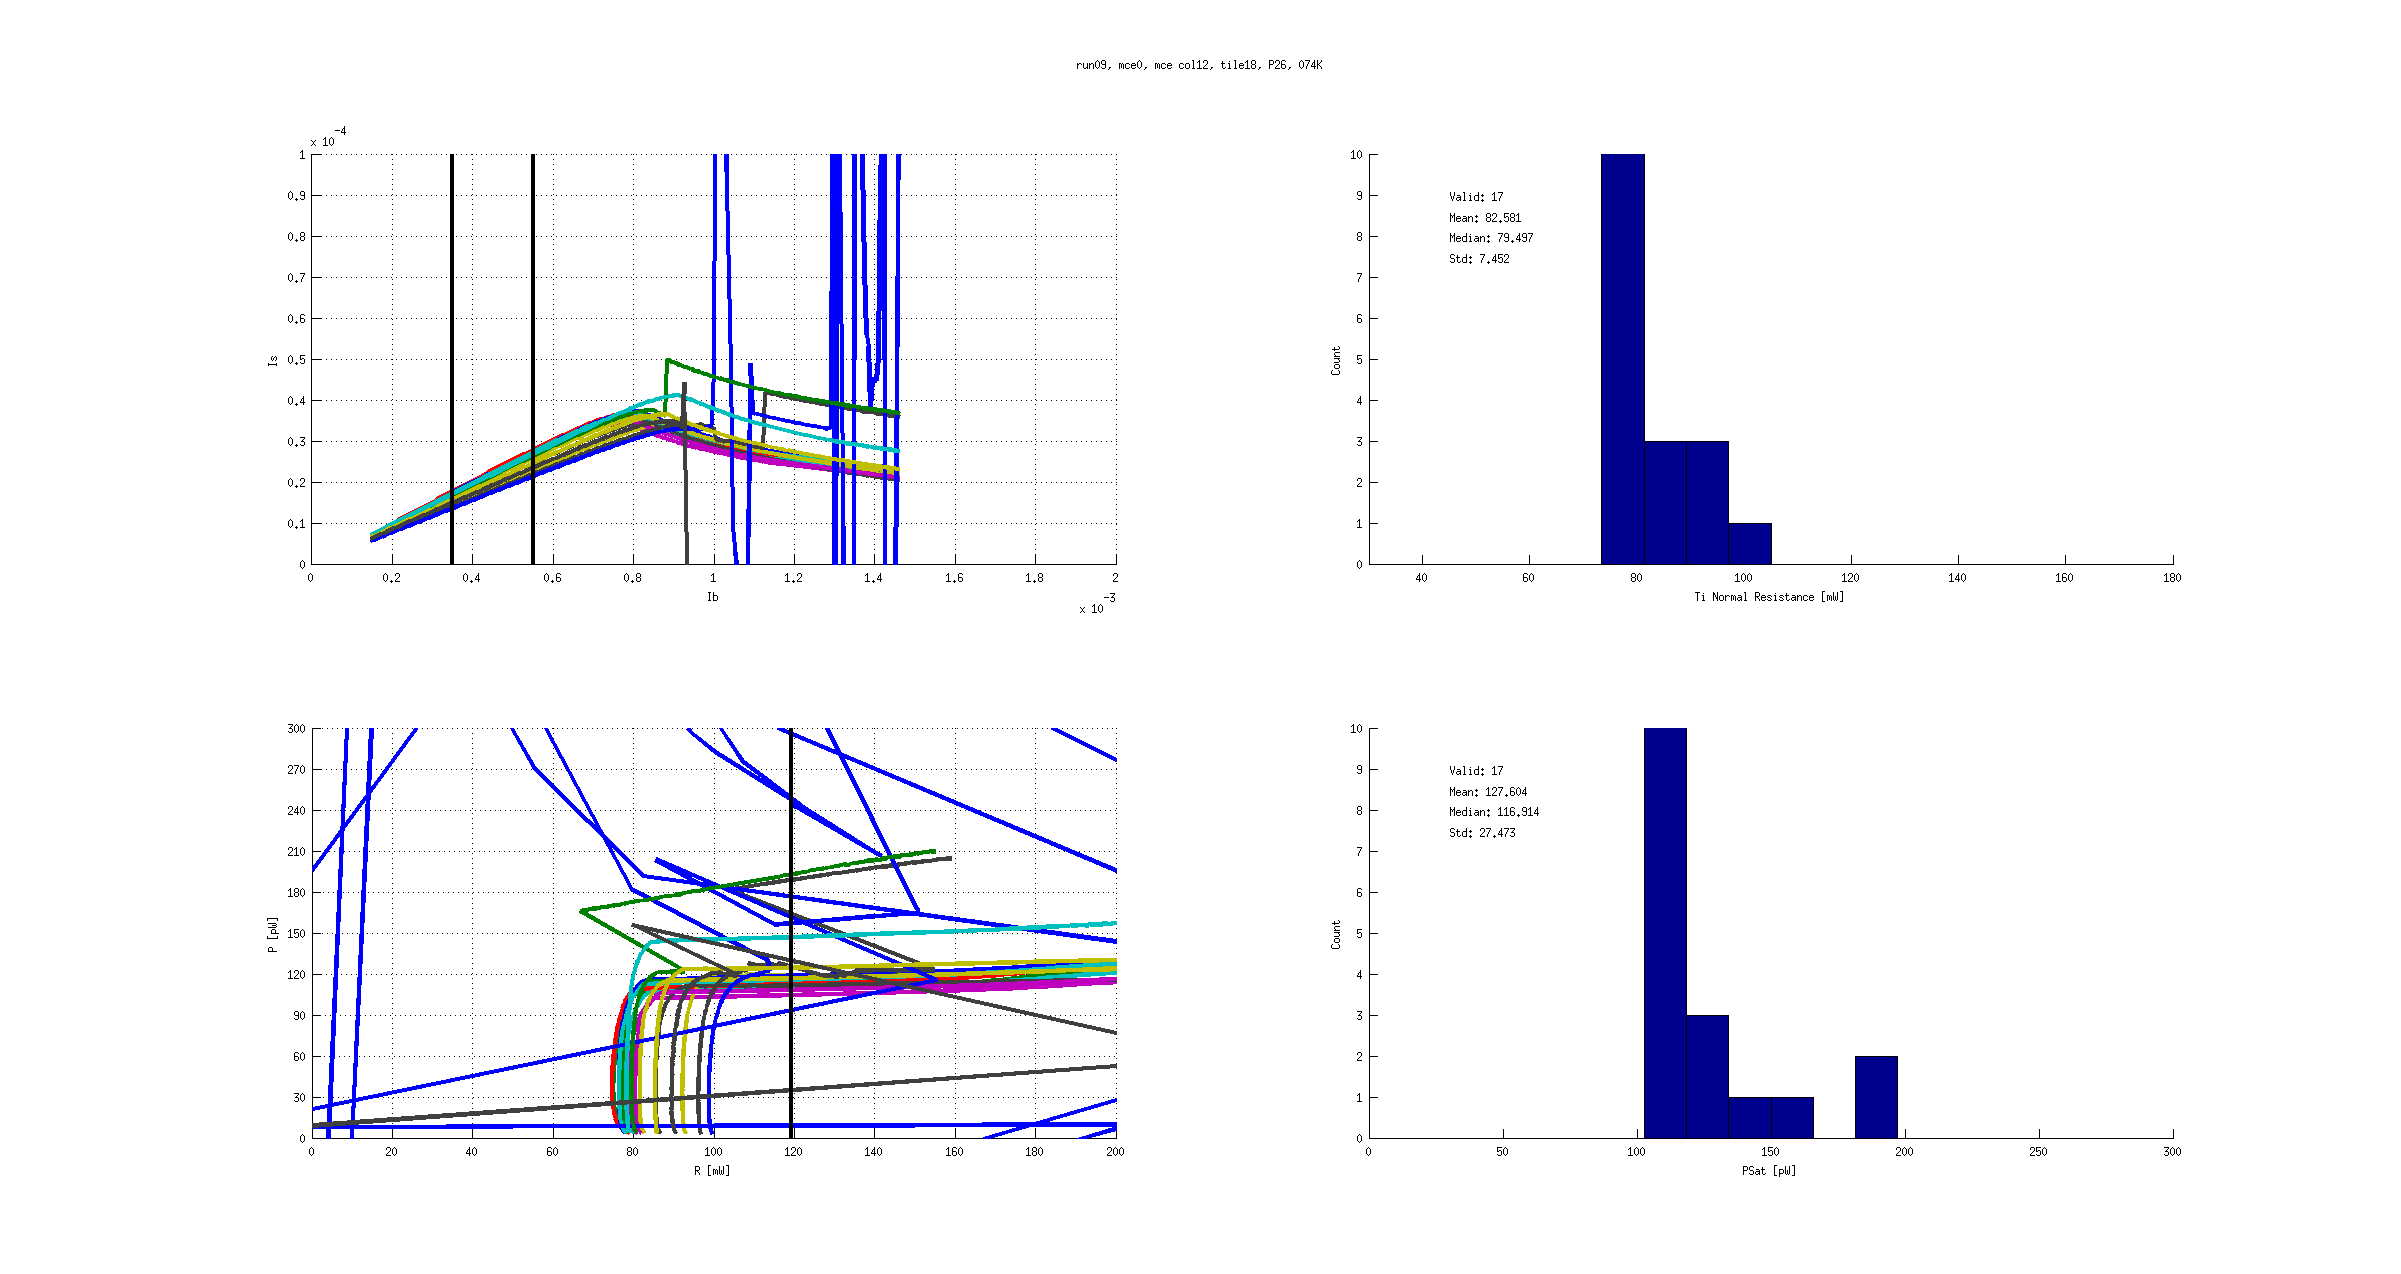 run09, mce0, mce col12, tile18, P26, 074K
x 10^-4
1
0.9
0.8
0.7
0.6
0.5
0.4
0.3
0.2
0.1
0
Is
0 0.2 0.4 0.6 0.8 1 1.2 1.4 1.6 1.8 2
Ib
x 10^-3
10
9
8
7
6
5
4
3
2
1
0
Count
Valid: 17
Mean: 82.581
Median: 79.497
Std: 7.452
40 60 80 100 120 140 160 180
Ti Normal Resistance [mW]
300
270
240
210
180
150
120
90
60
30
0
P [pW]
0 20 40 60 80 100 120 140 160 180 200
R [mW]
10
9
8
7
6
5
4
3
2
1
0
Count
Valid: 17
Mean: 127.604
Median: 116.914
Std: 27.473
0 50 100 150 200 250 300
PSat [pW]